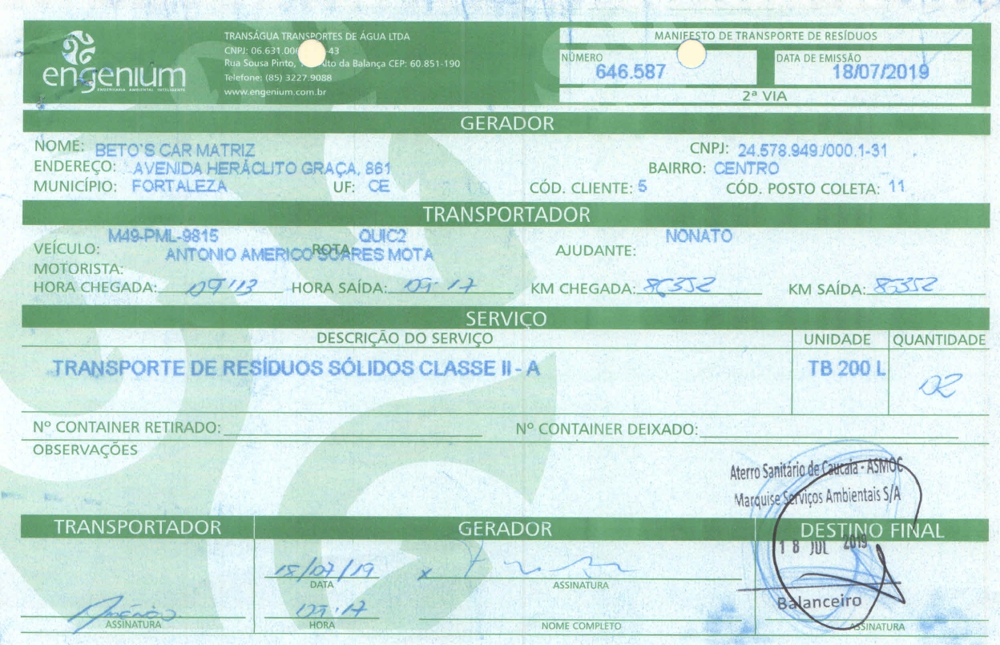 engenium
ENGENHARIA AMBIENTAL INTELIGENTE
TRANSÁGUA TRANSPORTES DE ÁGUA LTDA
CNPJ: 06.631.00 -43
Rua Sousa Pinto, Alto da Balança CEP: 60.851-190
Telefone: (85) 3227.9088
www.engenium.com.br
MANIFESTO DE TRANSPORTE DE RESÍDUOS
NÚMERO 646.587
DATA DE EMISSÃO 18/07/2019
2ª VIA
GERADOR
NOME: BETO'S CAR MATRIZ CNPJ: 24.578.949./000.1-31
ENDEREÇO: AVENIDA HERÁCLITO GRAÇA, 861 BAIRRO: CENTRO
MUNICÍPIO: FORTALEZA UF: CE CÓD. CLIENTE: 5 CÓD. POSTO COLETA: 11
TRANSPORTADOR
VEÍCULO: M49-PML-9815 ROTA QUIC2 AJUDANTE: NONATO
MOTORISTA: ANTONIO AMERICO SOARES MOTA
HORA CHEGADA: 09:13 HORA SAÍDA: 09:17 KM CHEGADA: 86352 KM SAÍDA: 86352
SERVIÇO
DESCRIÇÃO DO SERVIÇO UNIDADE QUANTIDADE
TRANSPORTE DE RESÍDUOS SÓLIDOS CLASSE II - A TB 200 L 02
Nº CONTAINER RETIRADO: Nº CONTAINER DEIXADO:
OBSERVAÇÕES
Aterro Sanitário de Caucaia - ASMOC
Marquise Serviços Ambientais S/A
TRANSPORTADOR GERADOR DESTINO FINAL
18 JUL 2019
18/07/19 x
DATA ASSINATURA
Balanceiro
09:17
ASSINATURA HORA NOME COMPLETO ASSINATURA